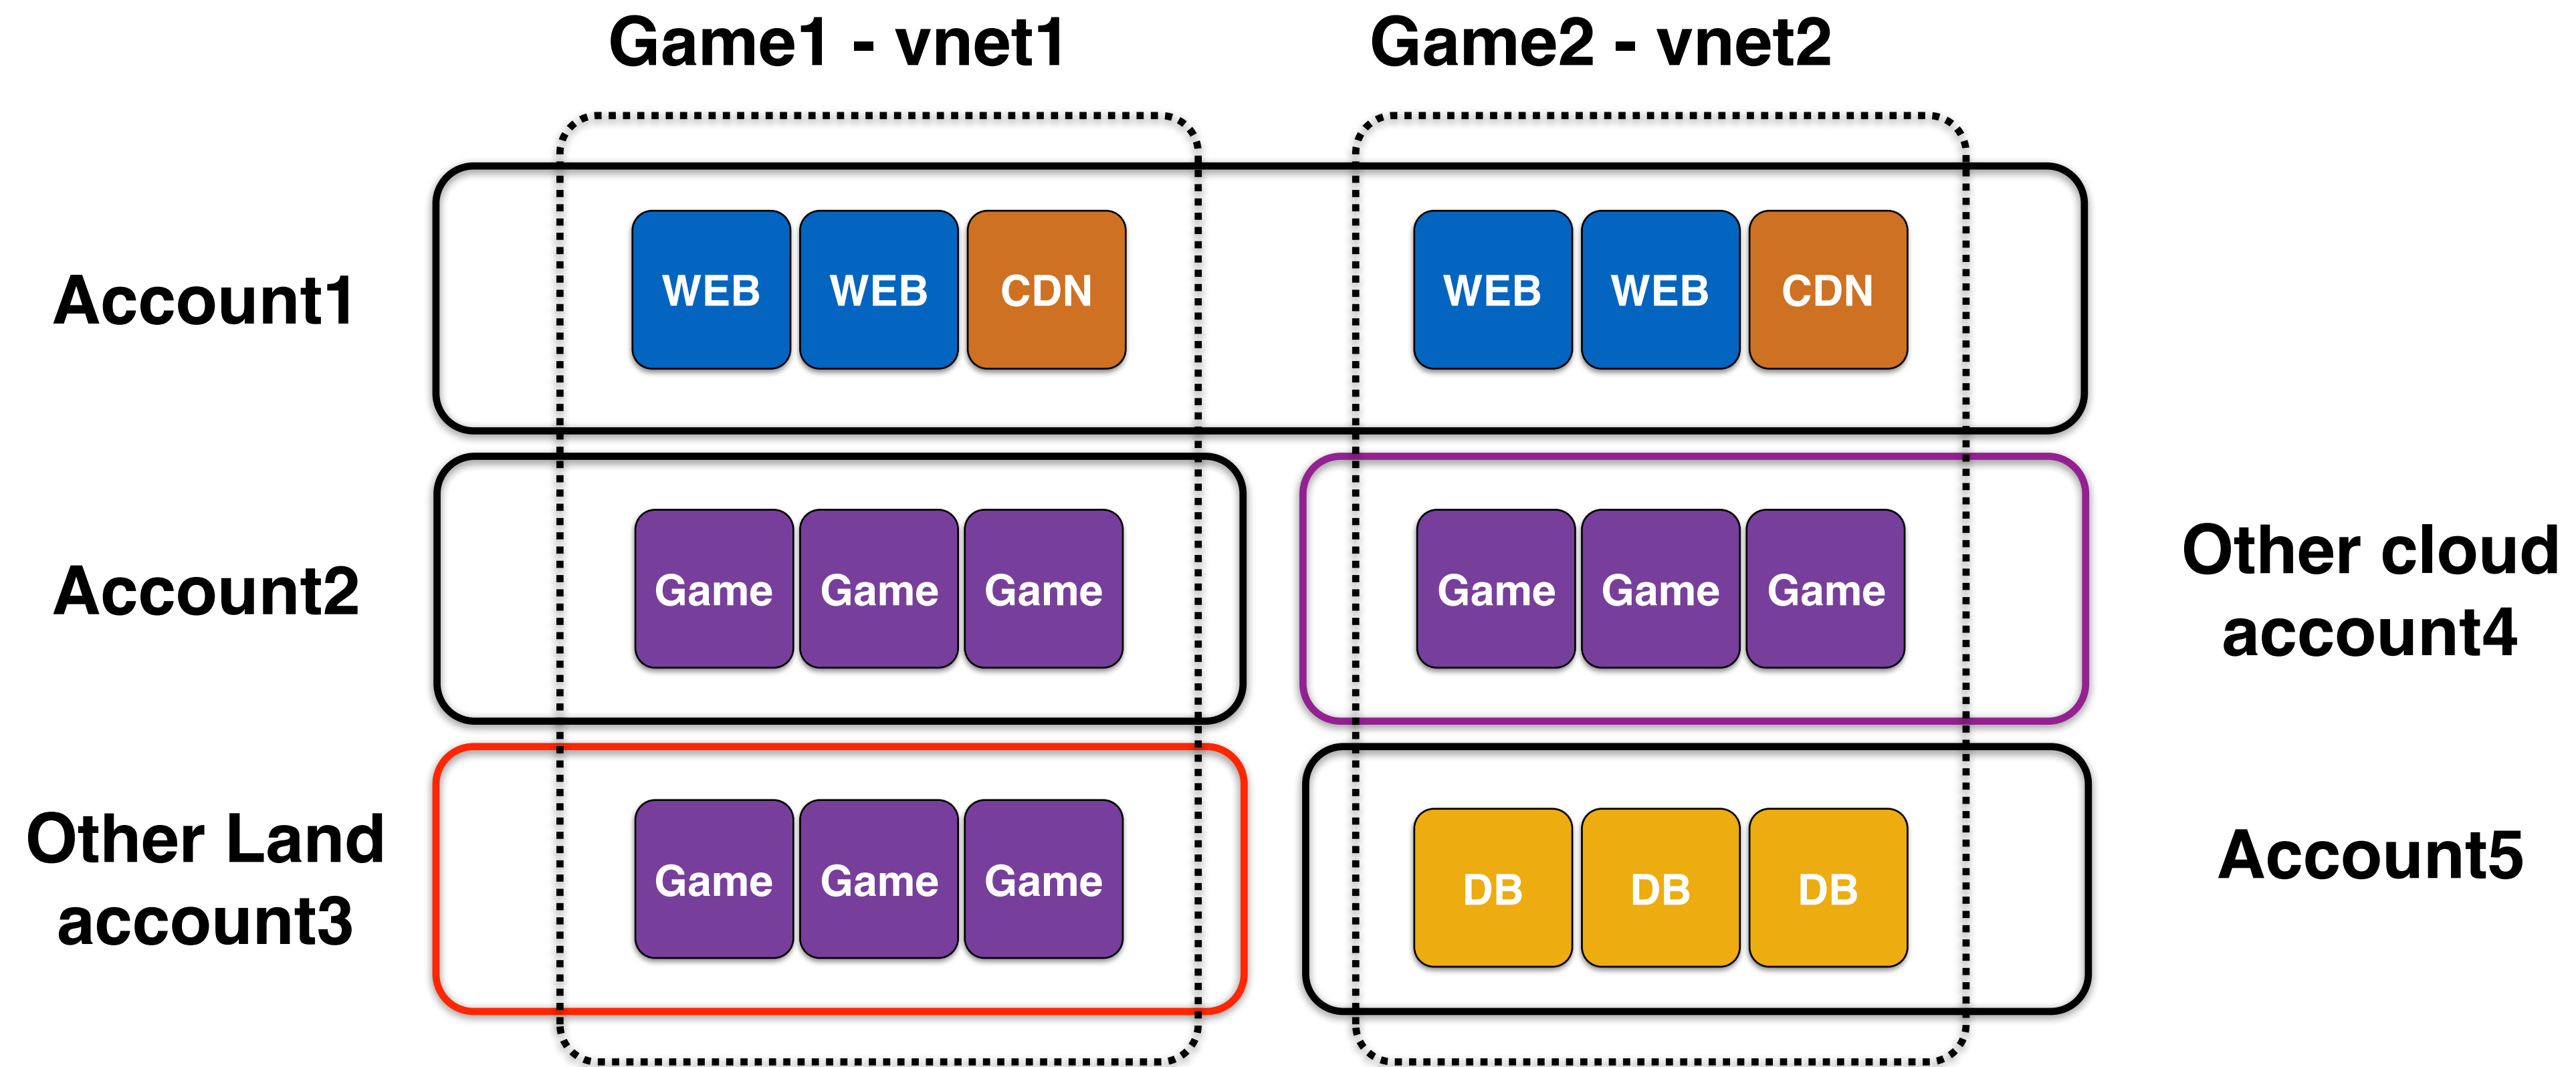 Game1 - vnet1
Game2 - vnet2
Account1
WEB WEB CDN
WEB WEB CDN
Account2
Game Game Game
Game Game Game
Other cloud
account4
Other Land
account3
Game Game Game
DB DB DB
Account5